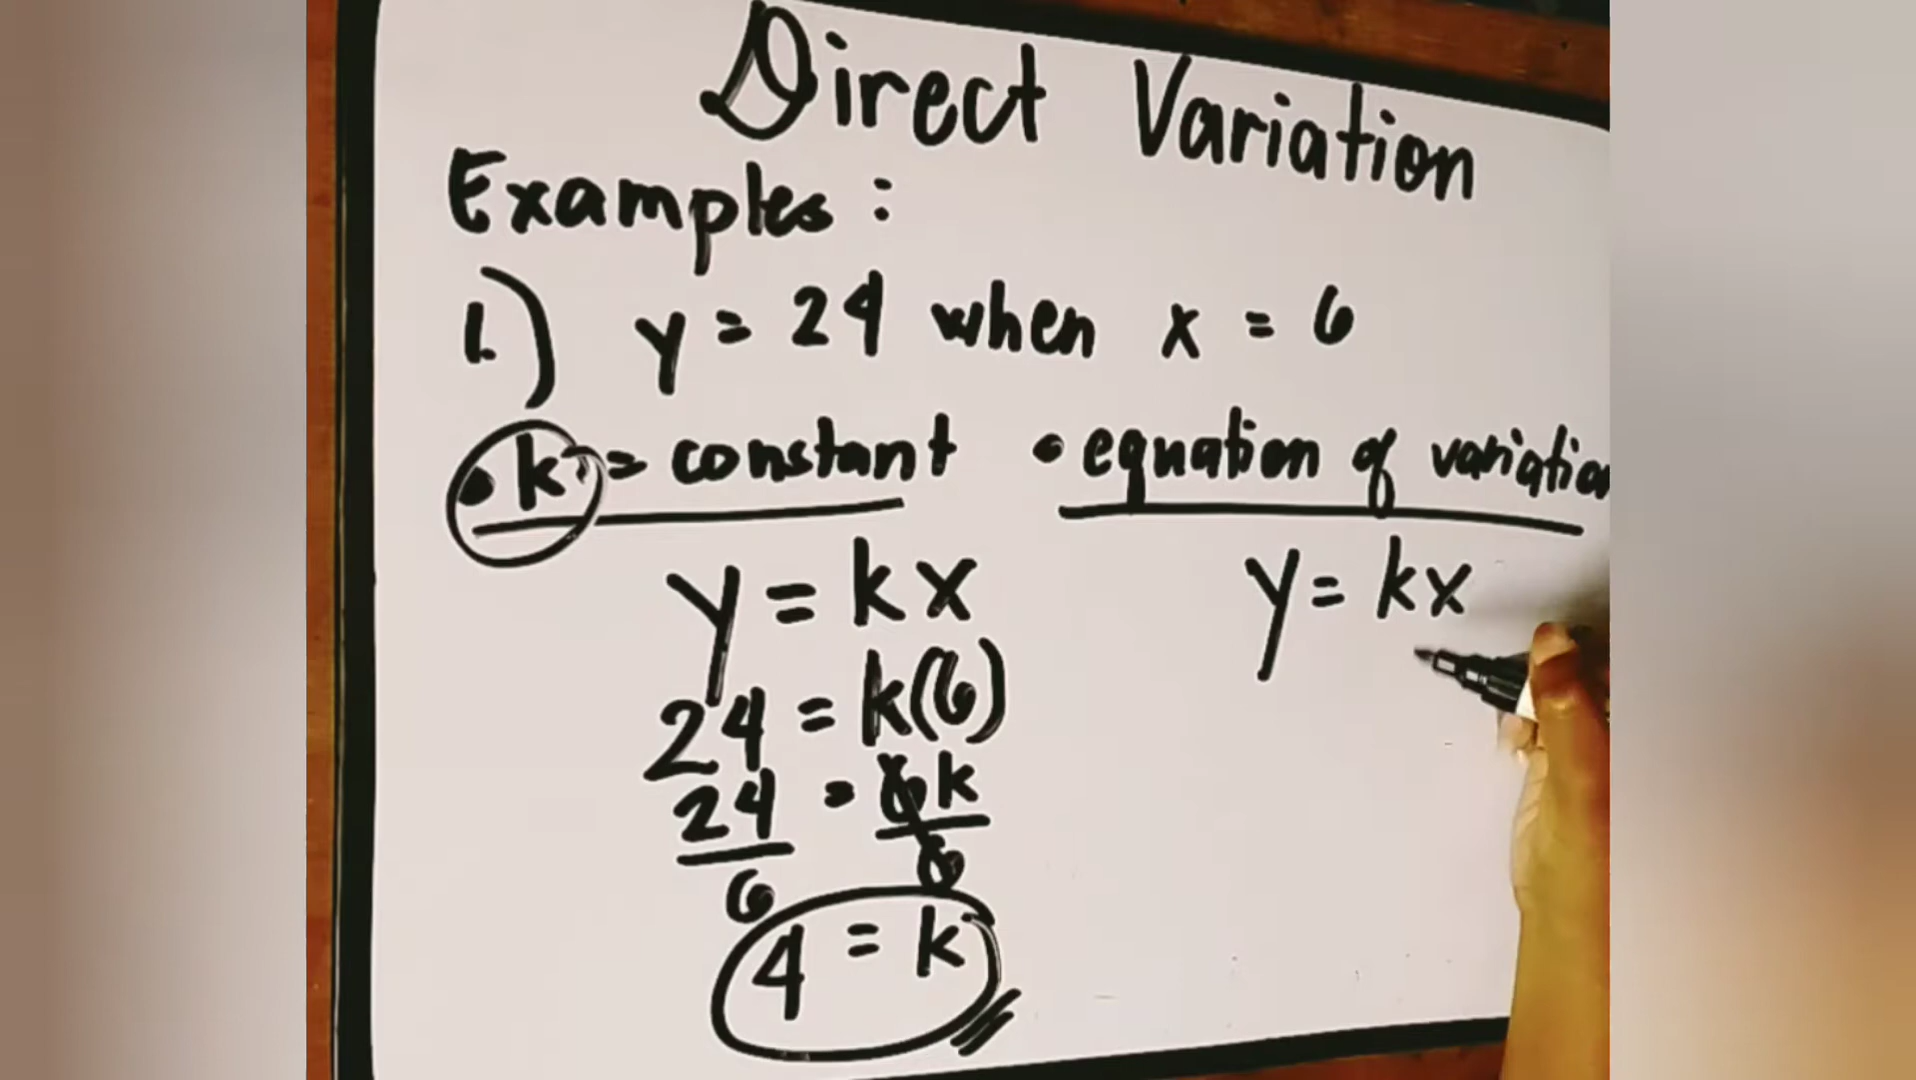 Direct Variation
Examples :
1.) y = 24 when x = 6
• k = constant • equation of variation
y = kx y = kx
24 = k(6)
24/6 = 6k/6
4 = k